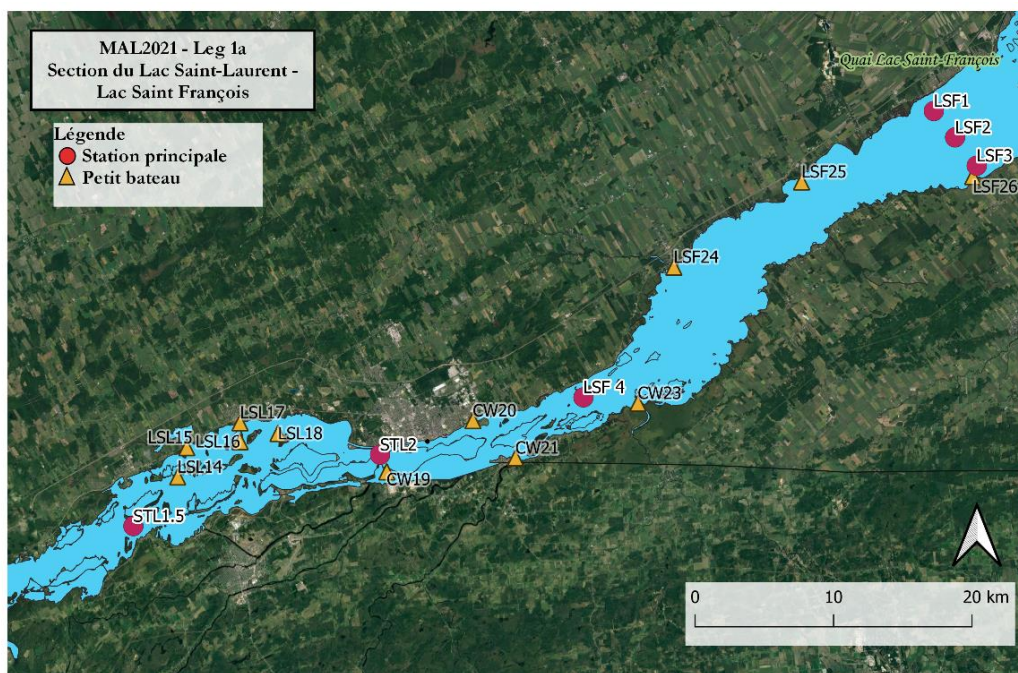 MAL2021 - Leg 1a
Section du Lac Saint-Laurent -
Lac Saint François
Légende
Station principale
Petit bateau
Quai Lac-Saint-François
LSF1
LSF2
LSF3
LSF26
LSF25
LSF24
LSF 4
CW23
CW20
CW21
STL2
CW19
LSL17
LSL18
LSL15
LSL16
LSL14
STL1.5
0
10
20 km